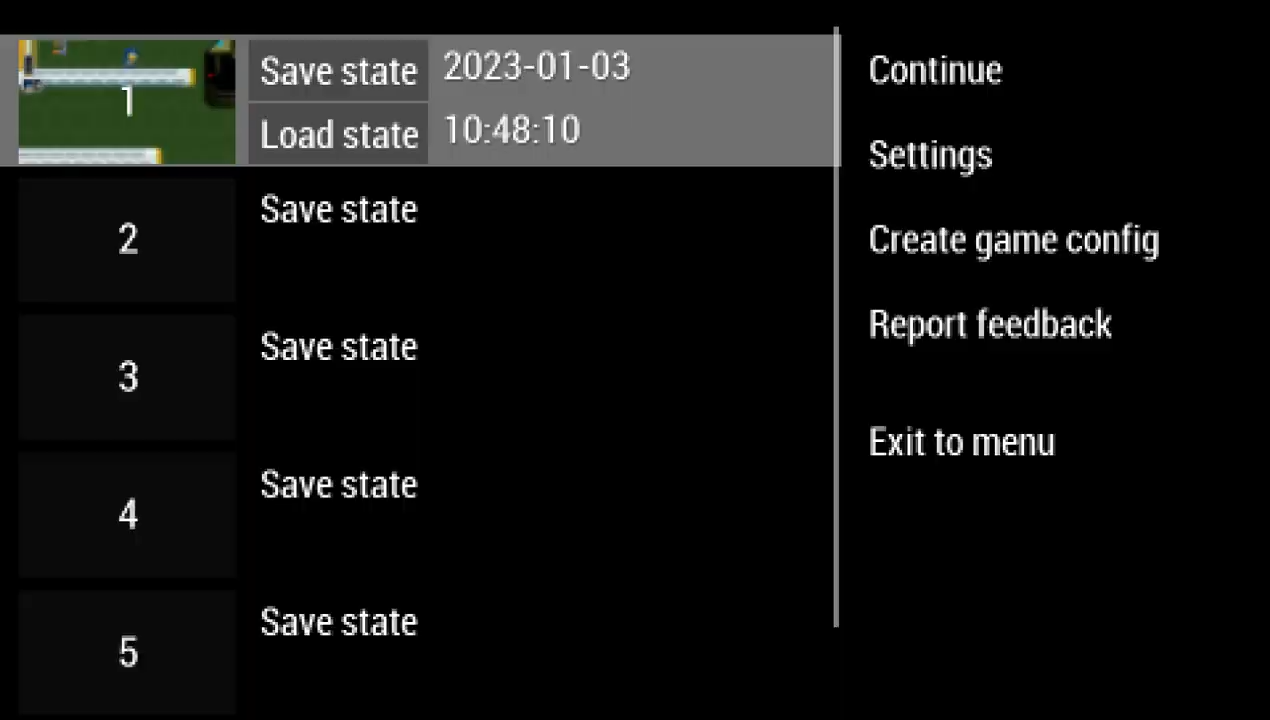 1
Save state
2023-01-03
Load state
10:48:10
2
Save state
3
Save state
4
Save state
5
Save state
Continue
Settings
Create game config
Report feedback
Exit to menu